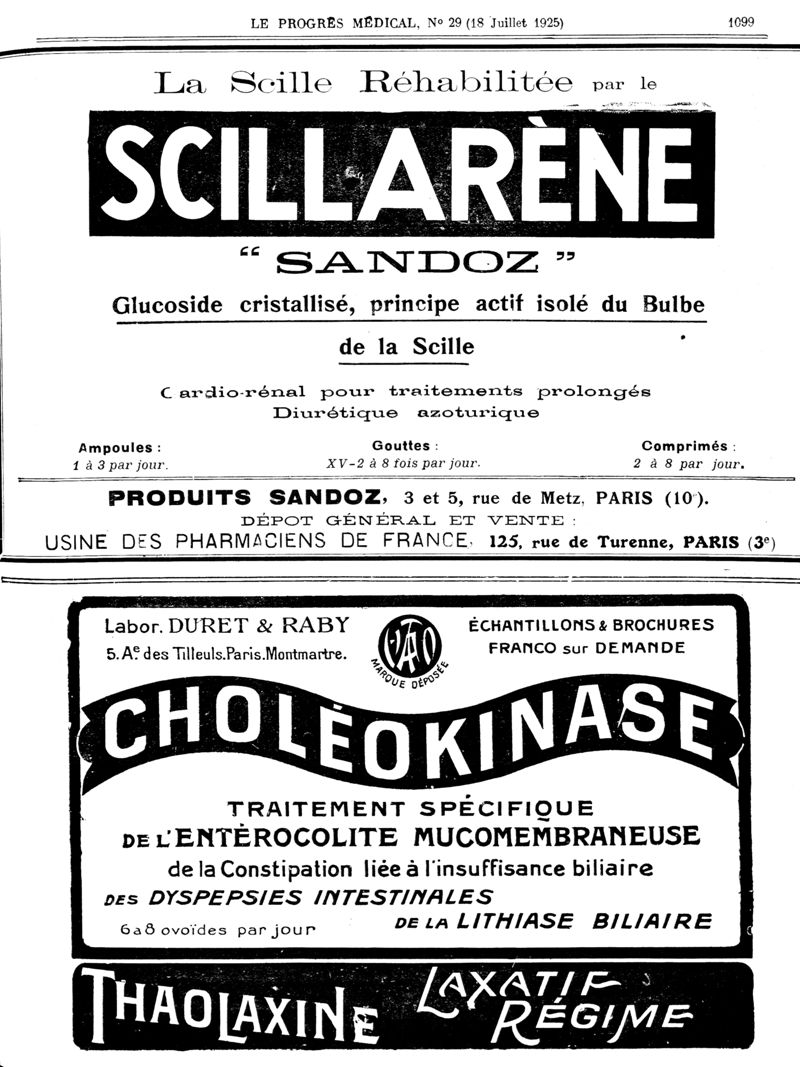 LE PROGRÈS MÉDICAL, No 29 (18 Juillet 1925) 1099
La Scille Réhabilitée par le
SCILLARÈNE
“ SANDOZ ”
Glucoside cristallisé, principe actif isolé du Bulbe
de la Scille
Cardio-rénal pour traitements prolongés
Diurétique azoturique
Ampoules : Gouttes : Comprimés :
1 à 3 par jour. XV-2 à 8 fois par jour. 2 à 8 par jour.
PRODUITS SANDOZ, 3 et 5, rue de Metz, PARIS (10e).
DÉPOT GÉNÉRAL ET VENTE :
USINE DES PHARMACIENS DE FRANCE, 125, rue de Turenne, PARIS (3e)
Labor. DURET & RABY
5.Ae.des Tilleuls.Paris.Montmartre.
MARQUE DÉPOSÉE
ÉCHANTILLONS & BROCHURES
FRANCO sur DEMANDE
CHOLÉOKINASE
TRAITEMENT SPÉCIFIQUE
DE L'ENTÉROCOLITE MUCOMEMBRANEUSE
de la Constipation liée à l'insuffisance biliaire
DES DYSPEPSIES INTESTINALES
DE LA LITHIASE BILIAIRE
6 a 8 ovoïdes par jour
THAOLAXINE LAXATIF
RÉGIME